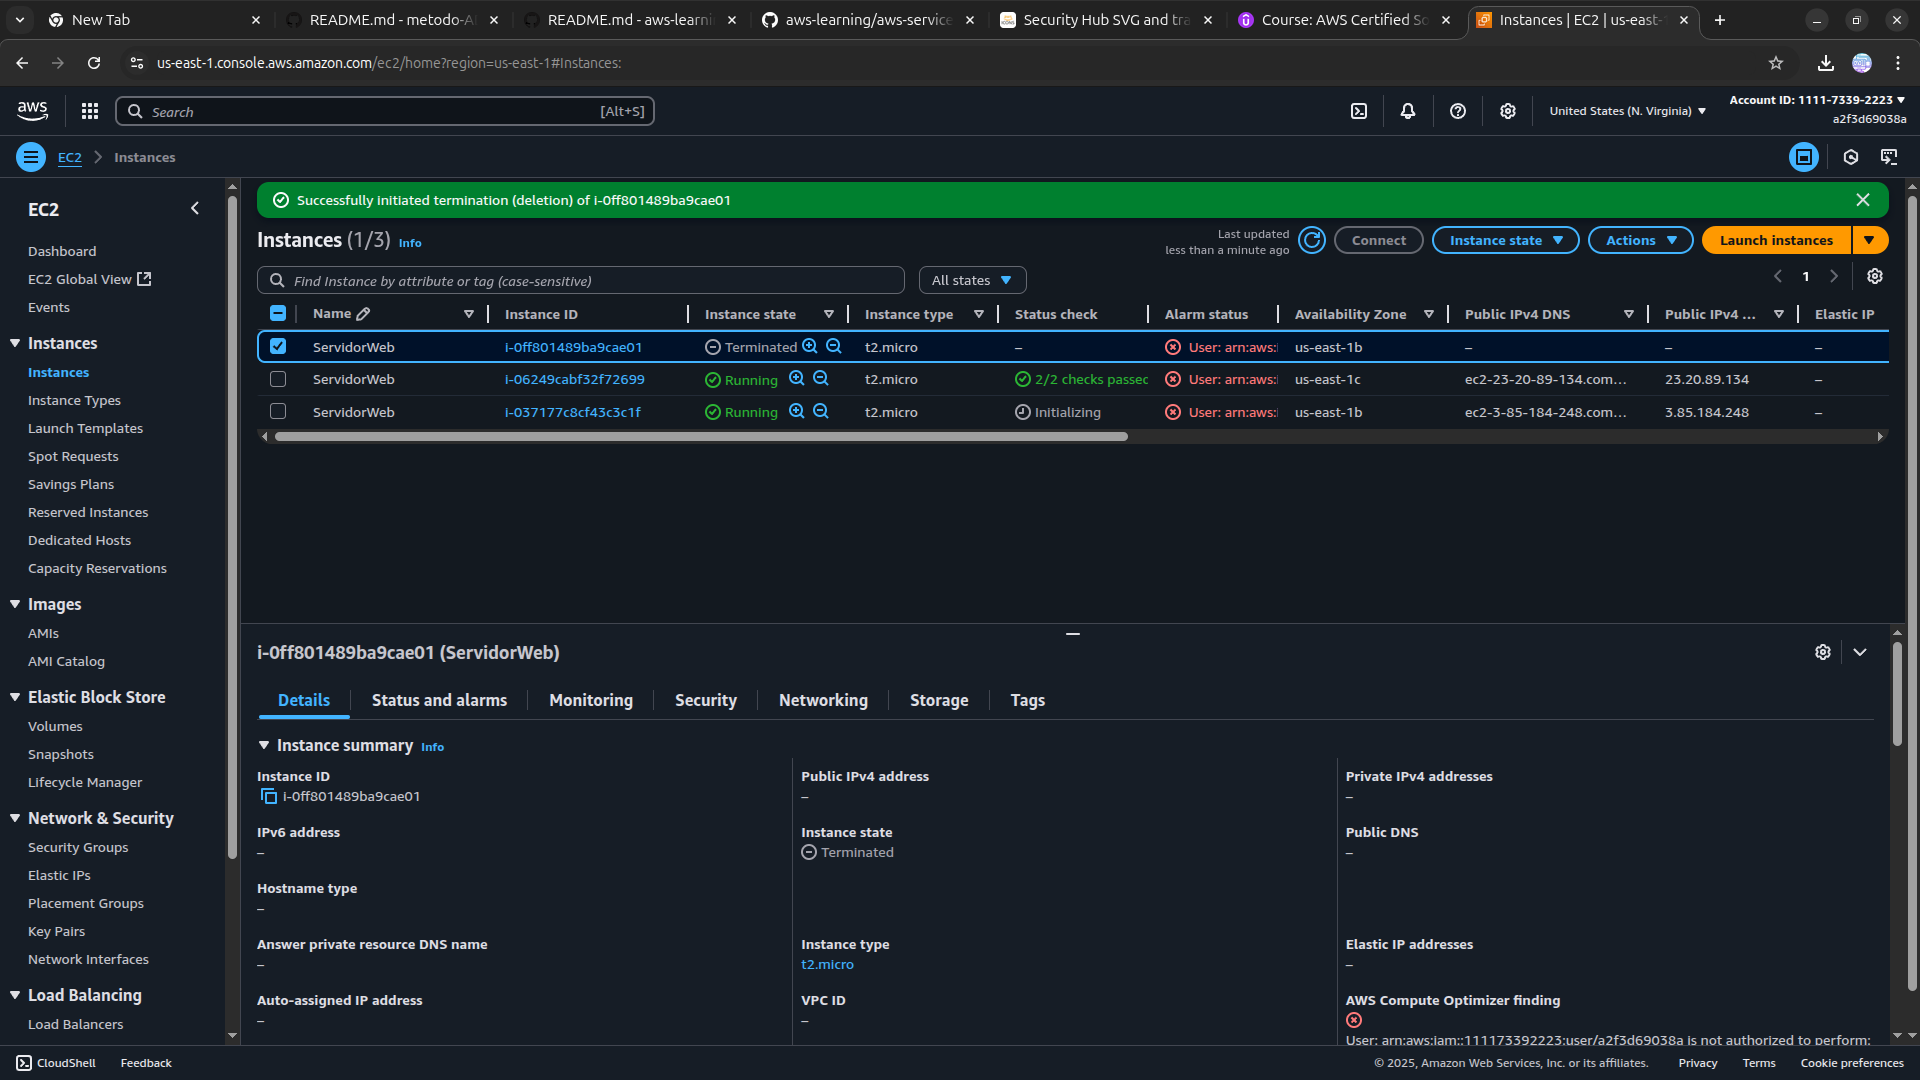 New Tab
README.md - metodo-A
README.md - aws-learni
aws-learning/aws-service
Security Hub SVG and tra
Course: AWS Certified So
Instances | EC2 | us-east-
us-east-1.console.aws.amazon.com/ec2/home?region=us-east-1#Instances:
aws
Search
[Alt+S]
United States (N. Virginia)
Account ID: 1111-7339-2223
a2f3d69038a
EC2
Instances
EC2
Dashboard
EC2 Global View
Events
Instances
Instances
Instance Types
Launch Templates
Spot Requests
Savings Plans
Reserved Instances
Dedicated Hosts
Capacity Reservations
Images
AMIs
AMI Catalog
Elastic Block Store
Volumes
Snapshots
Lifecycle Manager
Network & Security
Security Groups
Elastic IPs
Placement Groups
Key Pairs
Network Interfaces
Load Balancing
Load Balancers
Successfully initiated termination (deletion) of i-0ff801489ba9cae01
Instances (1/3) Info
Last updated
less than a minute ago
Connect
Instance state
Actions
Launch instances
Find Instance by attribute or tag (case-sensitive)
All states
1
Name Instance ID Instance state Instance type Status check Alarm status Availability Zone Public IPv4 DNS Public IPv4 ... Elastic IP
ServidorWeb i-0ff801489ba9cae01 Terminated t2.micro – User: arn:aws:i us-east-1b – – –
ServidorWeb i-06249cabf32f72699 Running t2.micro 2/2 checks passec User: arn:aws:i us-east-1c ec2-23-20-89-134.com... 23.20.89.134 –
ServidorWeb i-037177c8cf43c3c1f Running t2.micro Initializing User: arn:aws:i us-east-1b ec2-3-85-184-248.com... 3.85.184.248 –
i-0ff801489ba9cae01 (ServidorWeb)
Details
Status and alarms
Monitoring
Security
Networking
Storage
Tags
Instance summary Info
Instance ID
i-0ff801489ba9cae01
Public IPv4 address
–
Private IPv4 addresses
–
IPv6 address
–
Instance state
Terminated
Public DNS
–
Hostname type
–
Answer private resource DNS name
–
Instance type
t2.micro
Elastic IP addresses
–
Auto-assigned IP address
–
VPC ID
–
AWS Compute Optimizer finding
User: arn:aws:iam::111173392223:user/a2f3d69038a is not authorized to perform:
CloudShell
Feedback
© 2025, Amazon Web Services, Inc. or its affiliates.
Privacy
Terms
Cookie preferences